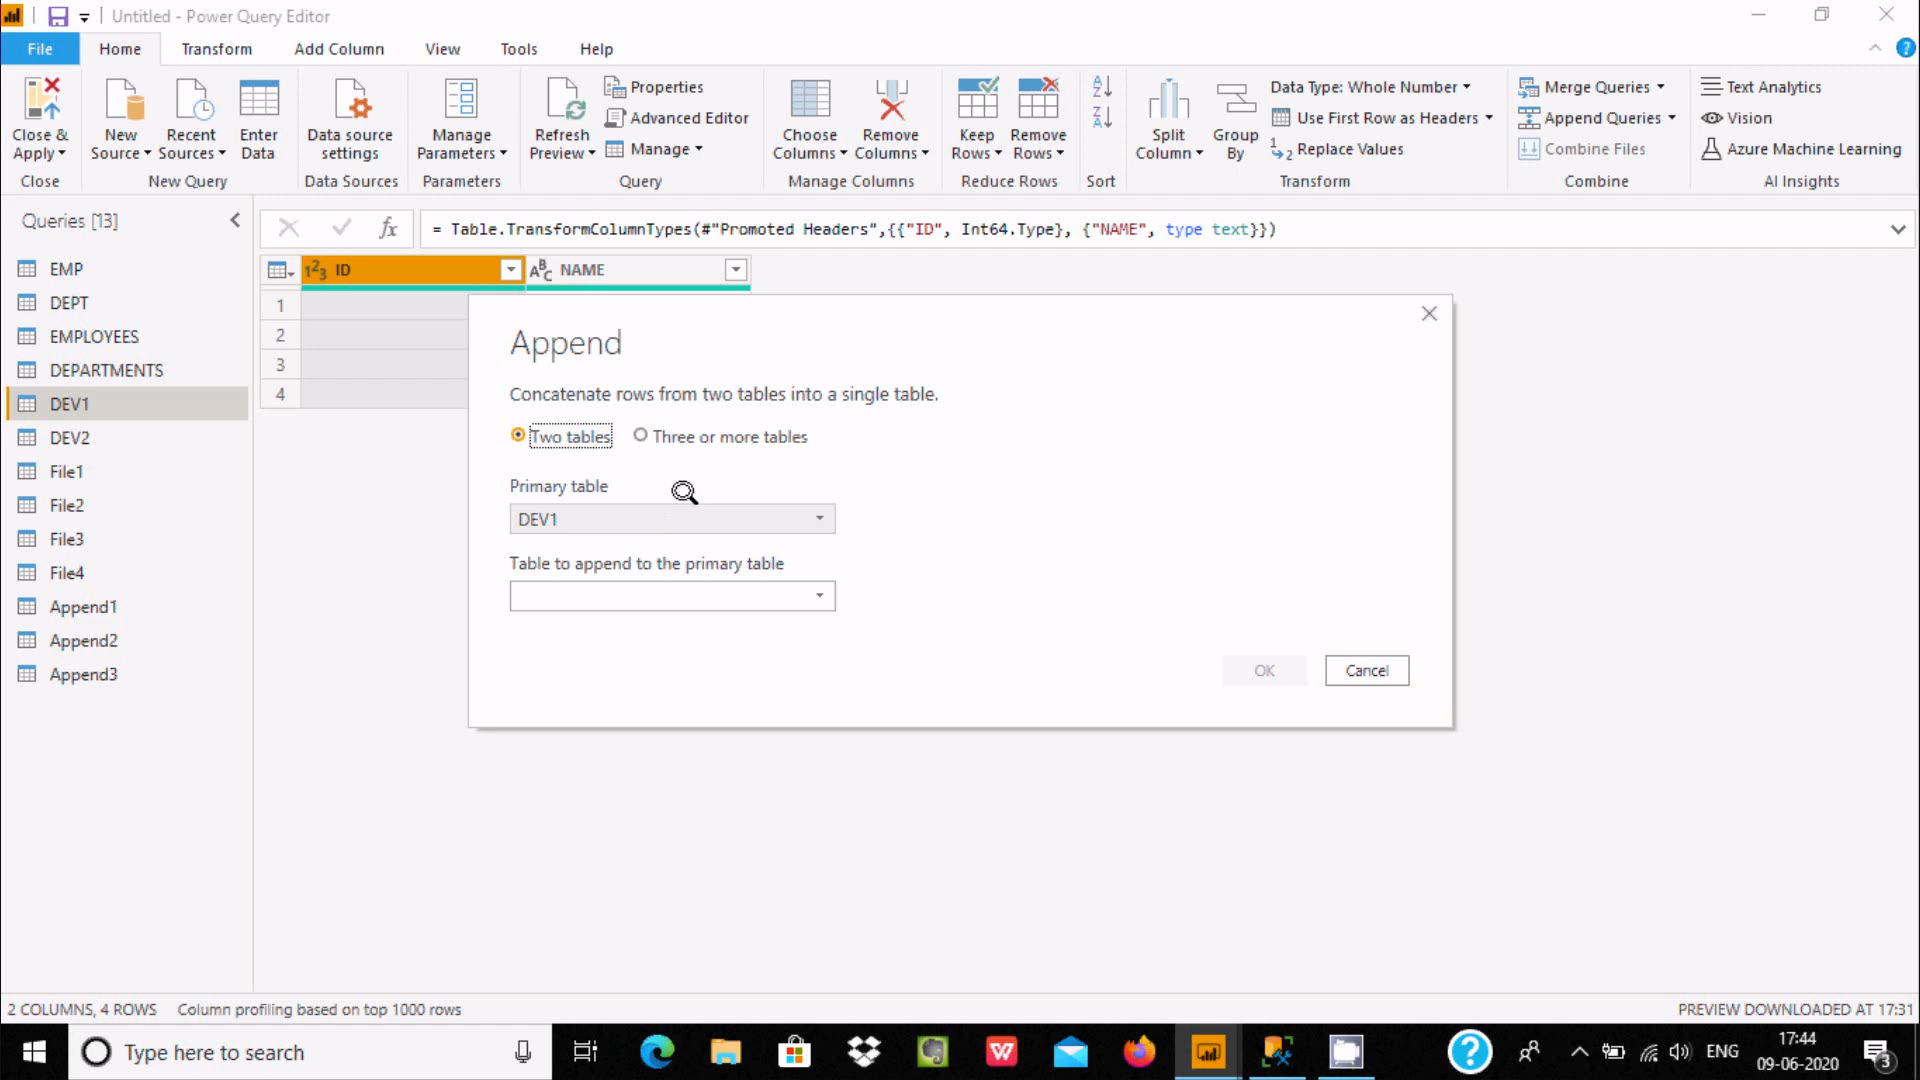 Untitled - Power Query Editor
File Home Transform Add Column View Tools Help
Close & Apply
New Source
Recent Sources
Enter Data
Data source settings
Manage Parameters
Refresh Preview
Properties
Advanced Editor
Manage
Choose Columns
Remove Columns
Keep Rows
Remove Rows
Split Column
Group By
Data Type: Whole Number
Use First Row as Headers
Replace Values
Merge Queries
Append Queries
Combine Files
Text Analytics
Vision
Azure Machine Learning
Close New Query Data Sources Parameters Query Manage Columns Reduce Rows Sort Transform Combine AI Insights
Queries [13]
= Table.TransformColumnTypes(#"Promoted Headers",{{"ID", Int64.Type}, {"NAME", type text}})
EMP
DEPT
EMPLOYEES
DEPARTMENTS
DEV1
DEV2
File1
File2
File3
File4
Append1
Append2
Append3
123 ID ABC NAME
1
2
3
4
Append
Concatenate rows from two tables into a single table.
Two tables Three or more tables
Primary table
DEV1
Table to append to the primary table
OK Cancel
2 COLUMNS, 4 ROWS Column profiling based on top 1000 rows PREVIEW DOWNLOADED AT 17:31
Type here to search
ENG
17:44
09-06-2020
3